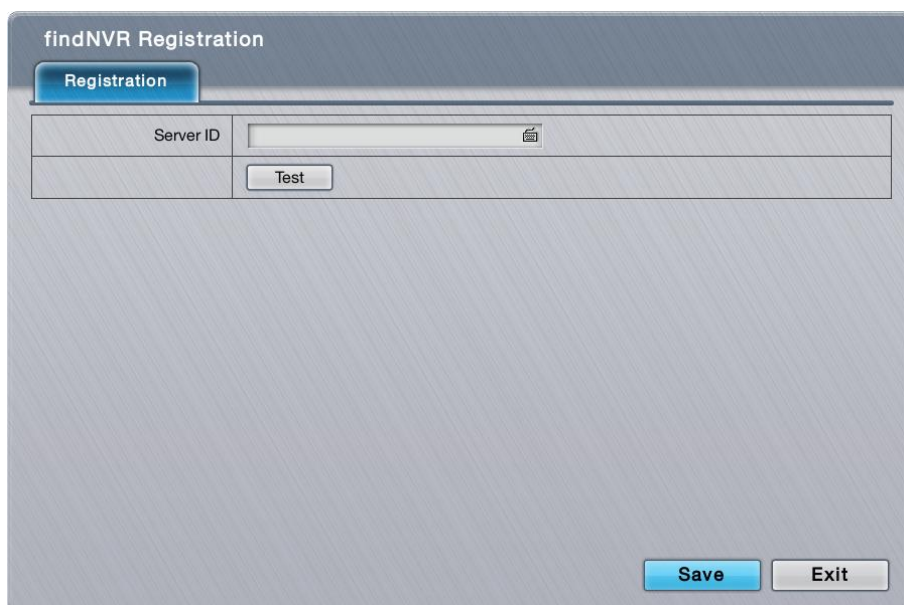 findNVR Registration
Registration
Server ID
Test
Save Exit